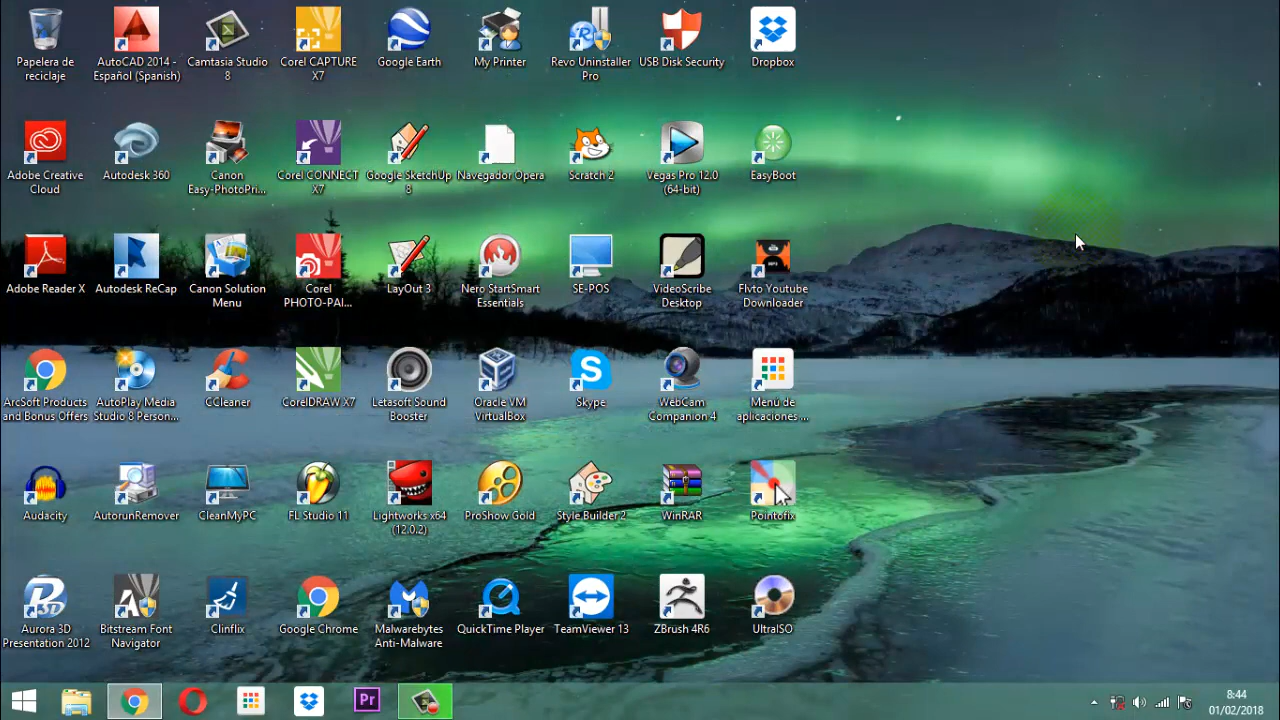 Papelera de
reciclaje
AutoCAD 2014 -
Español (Spanish)
Camtasia Studio
8
Corel CAPTURE
X7
Google Earth
My Printer
Revo Uninstaller
Pro
USB Disk Security
Dropbox
Adobe Creative
Cloud
Autodesk 360
Canon
Easy-PhotoPri...
Corel CONNECT
X7
Google SketchUp
8
Navegador Opera
Scratch 2
Vegas Pro 12.0
(64-bit)
EasyBoot
Adobe Reader X
Autodesk ReCap
Canon Solution
Menu
Corel
PHOTO-PAI...
LayOut 3
Nero StartSmart
Essentials
SE-POS
VideoScribe
Desktop
Flvto Youtube
Downloader
ArcSoft Products
and Bonus Offers
AutoPlay Media
Studio 8 Person...
CCleaner
CorelDRAW X7
Letasoft Sound
Booster
Oracle VM
VirtualBox
Skype
WebCam
Companion 4
Menú de
aplicaciones ...
Audacity
AutorunRemover
CleanMyPC
FL Studio 11
Lightworks x64
(12.0.2)
ProShow Gold
Style Builder 2
WinRAR
Pointofix
Aurora 3D
Presentation 2012
Bitstream Font
Navigator
Clinflix
Google Chrome
Malwarebytes
Anti-Malware
QuickTime Player
TeamViewer 13
ZBrush 4R6
UltraISO
Pr
8:44
01/02/2018